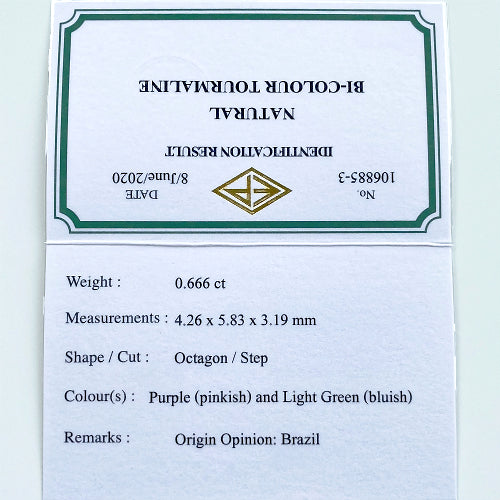 No.
106885-3
DATE
8/June/2020
IDENTIFICATION RESULT
NATURAL
BI-COLOUR TOURMALINE
Weight : 0.666 ct
Measurements : 4.26 x 5.83 x 3.19 mm
Shape / Cut : Octagon / Step
Colour(s) : Purple (pinkish) and Light Green (bluish)
Remarks : Origin Opinion: Brazil